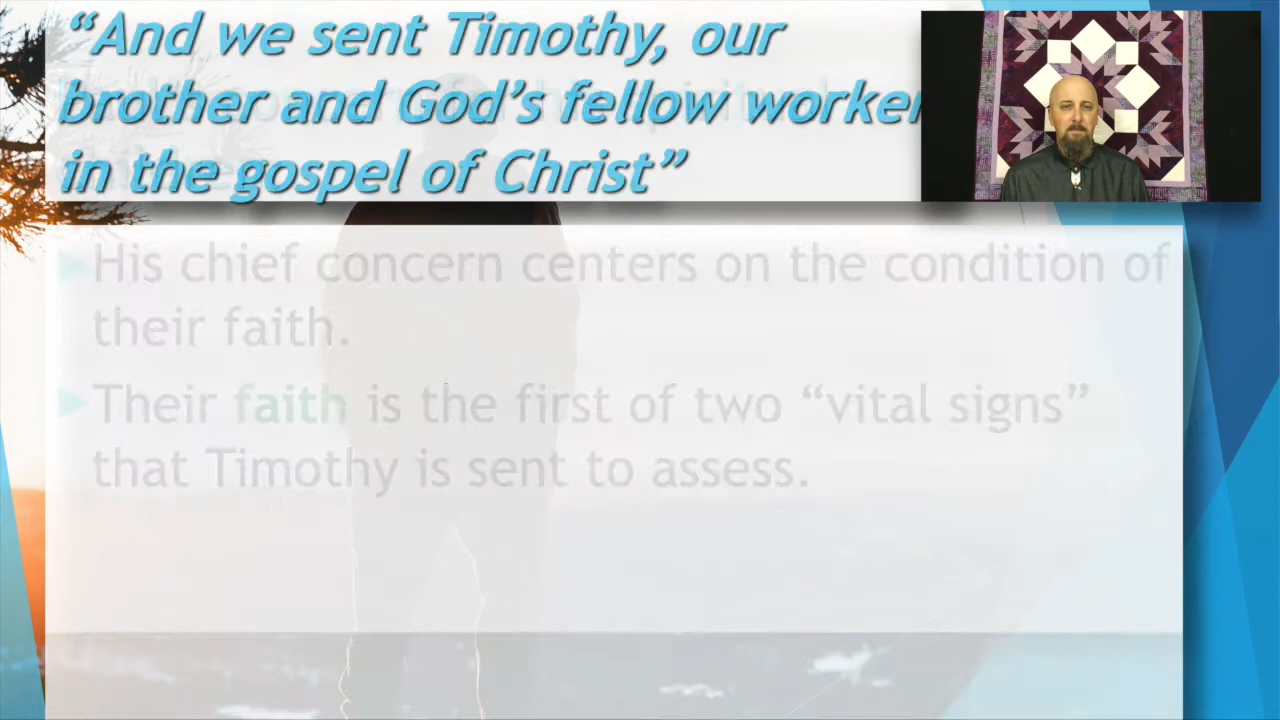 “And we sent Timothy, our
brother and God’s fellow worker
in the gospel of Christ”
His chief concern centers on the condition of
their faith.
Their faith is the first of two “vital signs”
that Timothy is sent to assess.